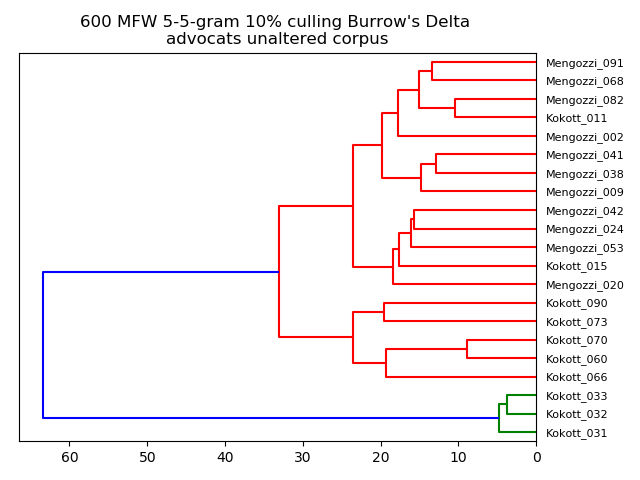 600 MFW 5-5-gram 10% culling Burrow's Delta
advocats unaltered corpus
Mengozzi_091
Mengozzi_068
Mengozzi_082
Kokott_011
Mengozzi_002
Mengozzi_041
Mengozzi_038
Mengozzi_009
Mengozzi_042
Mengozzi_024
Mengozzi_053
Kokott_015
Mengozzi_020
Kokott_090
Kokott_073
Kokott_070
Kokott_060
Kokott_066
Kokott_033
Kokott_032
Kokott_031
60 50 40 30 20 10 0